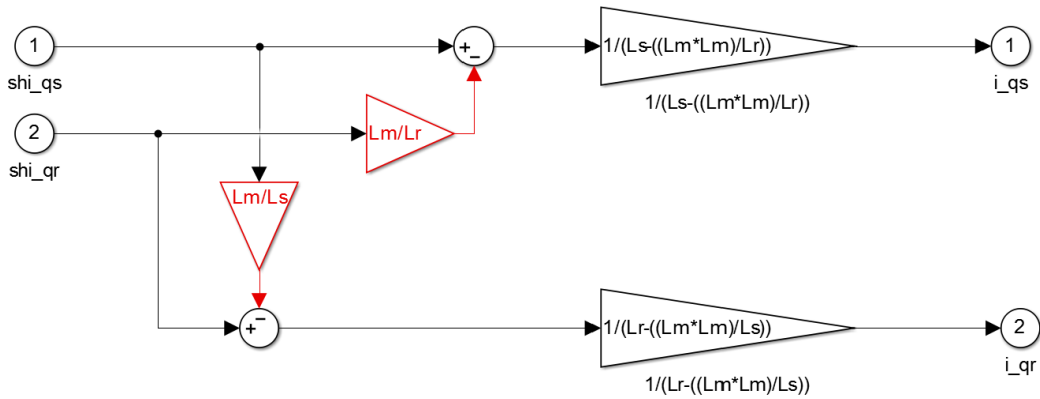 1
shi_qs
+
−
1/(Ls-((Lm*Lm)/Lr))
1/(Ls-((Lm*Lm)/Lr))
1
i_qs
2
shi_qr
Lm/Lr
Lm/Ls
+
−
1/(Lr-((Lm*Lm)/Ls))
1/(Lr-((Lm*Lm)/Ls))
2
i_qr